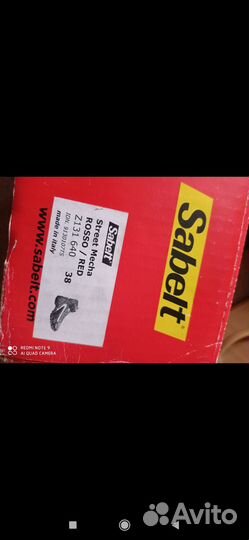 Sabelt
Sabelt
Street Mecha
ROSSO / RED
Z131 640 38
made in Italy
www.sabelt.com
REDMI NOTE 9
AI QUAD CAMERA
Avito